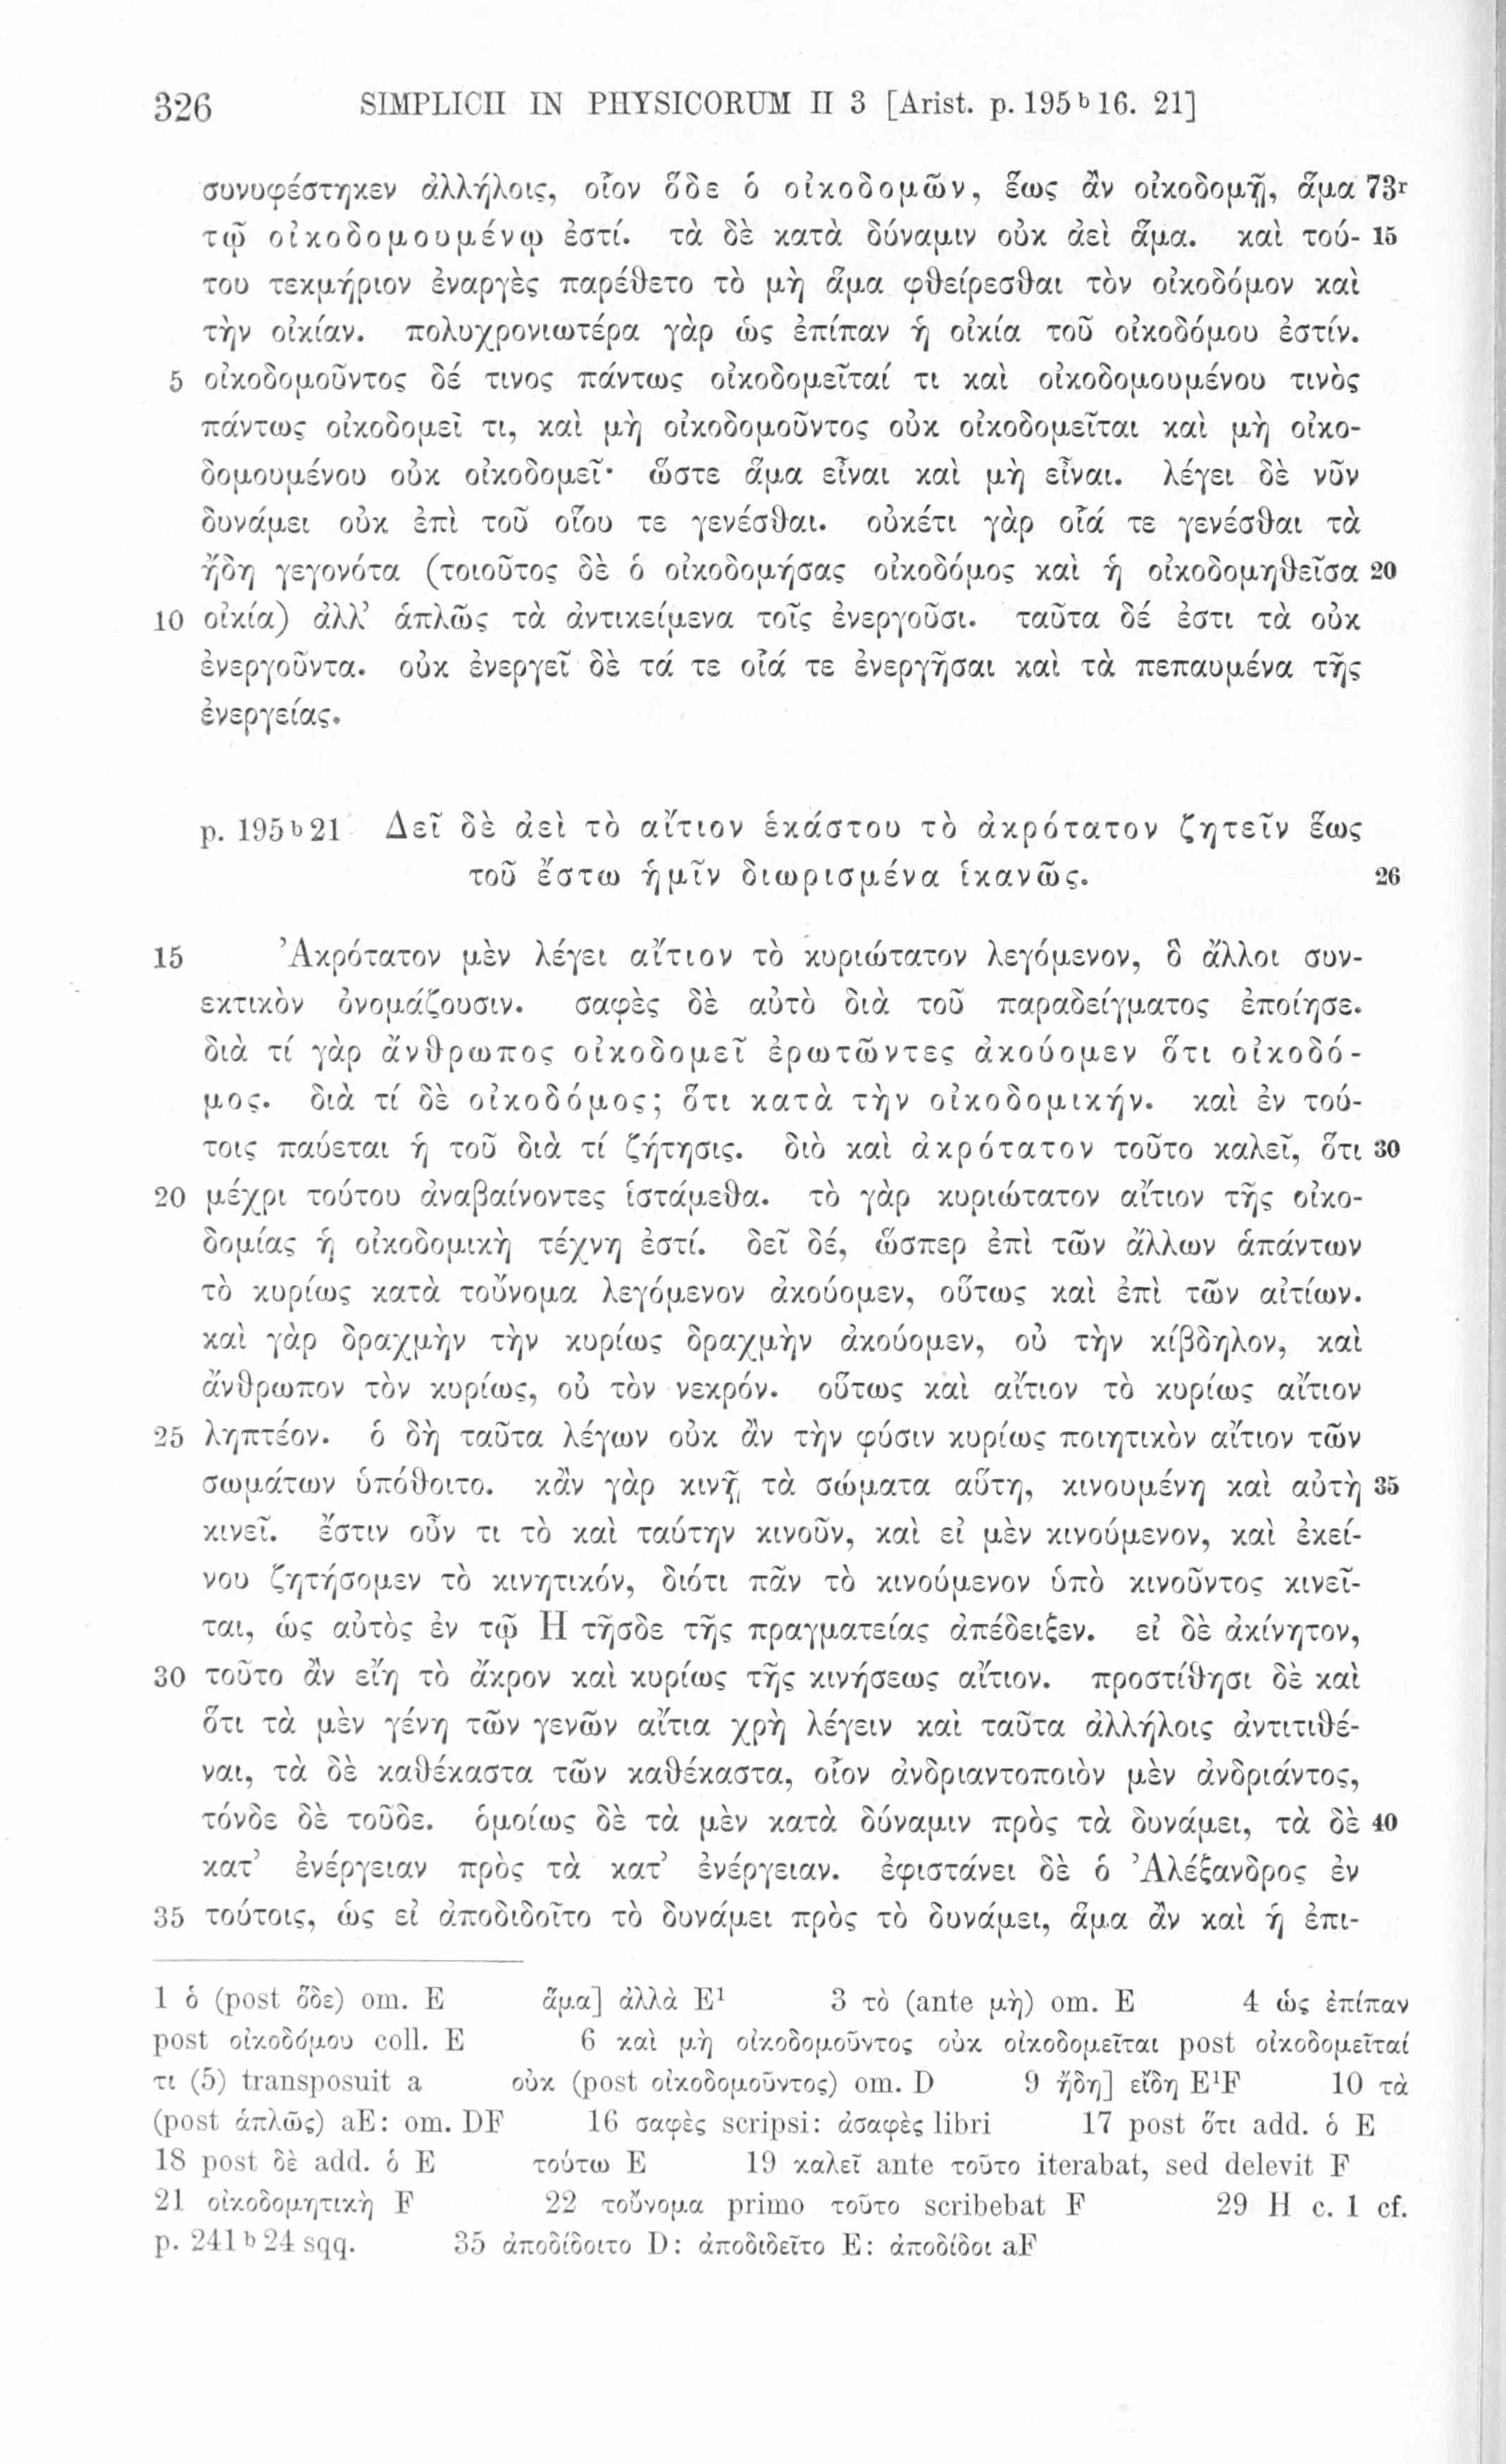 326 SIMPLICII IN PHYSICORUM II 3 [Arist. p. 195ᵇ16. 21]
συνυφέστηκεν ἀλλήλοις, οἷον ὅδε ὁ οἰκοδομῶν, ἕως ἂν οἰκοδομῇ, ἅμα 73ʳ
τῷ οἰκοδομουμένῳ ἐστί. τὰ δὲ κατὰ δύναμιν οὐκ ἀεὶ ἅμα. καὶ τού- 15
του τεκμήριον ἐναργὲς παρέθετο τὸ μὴ ἅμα φθείρεσθαι τὸν οἰκοδόμον καὶ
τὴν οἰκίαν. πολυχρονιωτέρα γὰρ ὡς ἐπίπαν ἡ οἰκία τοῦ οἰκοδόμου ἐστίν.
5 οἰκοδομοῦντος δέ τινος πάντως οἰκοδομεῖταί τι καὶ οἰκοδομουμένου τινὸς
πάντως οἰκοδομεῖ τι, καὶ μὴ οἰκοδομοῦντος οὐκ οἰκοδομεῖται καὶ μὴ οἰκο-
δομουμένου οὐκ οἰκοδομεῖ· ὥστε ἅμα εἶναι καὶ μὴ εἶναι. λέγει δὲ νῦν
δυνάμει οὐκ ἐπὶ τοῦ οἵου τε γενέσθαι. οὐκέτι γὰρ οἷά τε γενέσθαι τὰ
ἤδη γεγονότα (τοιοῦτος δὲ ὁ οἰκοδομήσας οἰκοδόμος καὶ ἡ οἰκοδομηθεῖσα 20
10 οἰκία) ἀλλ’ ἁπλῶς τὰ ἀντικείμενα τοῖς ἐνεργοῦσι. ταῦτα δέ ἐστι τὰ οὐκ
ἐνεργοῦντα. οὐκ ἐνεργεῖ δὲ τά τε οἷά τε ἐνεργῆσαι καὶ τὰ πεπαυμένα τῆς
ἐνεργείας.
p. 195ᵇ21 Δεῖ δὲ ἀεὶ τὸ αἴτιον ἑκάστου τὸ ἀκρότατον ζητεῖν ἕως
τοῦ ἔστω ἡμῖν διωρισμένα ἱκανῶς. 26
15 Ἀκρότατον μὲν λέγει αἴτιον τὸ κυριώτατον λεγόμενον, ὃ ἄλλοι συν-
εκτικὸν ὀνομάζουσιν. σαφὲς δὲ αὐτὸ διὰ τοῦ παραδείγματος ἐποίησε.
διὰ τί γὰρ ἄνθρωπος οἰκοδομεῖ ἐρωτῶντες ἀκούομεν ὅτι οἰκοδό-
μος. διὰ τί δὲ οἰκοδόμος; ὅτι κατὰ τὴν οἰκοδομικήν. καὶ ἐν τού-
τοις παύεται ἡ τοῦ διὰ τί ζήτησις. διὸ καὶ ἀκρότατον τοῦτο καλεῖ, ὅτι 30
20 μέχρι τούτου ἀναβαίνοντες ἱστάμεθα. τὸ γὰρ κυριώτατον αἴτιον τῆς οἰκο-
δομίας ἡ οἰκοδομικὴ τέχνη ἐστί. δεῖ δέ, ὥσπερ ἐπὶ τῶν ἄλλων ἁπάντων
τὸ κυρίως κατὰ τοὔνομα λεγόμενον ἀκούομεν, οὕτως καὶ ἐπὶ τῶν αἰτίων.
καὶ γὰρ δραχμὴν τὴν κυρίως δραχμὴν ἀκούομεν, οὐ τὴν κίβδηλον, καὶ
ἄνθρωπον τὸν κυρίως, οὐ τὸν νεκρόν. οὕτως καὶ αἴτιον τὸ κυρίως αἴτιον
25 ληπτέον. ὁ δὴ ταῦτα λέγων οὐκ ἂν τὴν φύσιν κυρίως ποιητικὸν αἴτιον τῶν
σωμάτων ὑπόθοιτο. κἂν γὰρ κινῇ τὰ σώματα αὕτη, κινουμένη καὶ αὐτὴ 35
κινεῖ. ἔστιν οὖν τι τὸ καὶ ταύτην κινοῦν, καὶ εἰ μὲν κινούμενον, καὶ ἐκεί-
νου ζητήσομεν τὸ κινητικόν, διότι πᾶν τὸ κινούμενον ὑπὸ κινοῦντος κινεῖ-
ται, ὡς αὐτὸς ἐν τῷ Η τῆσδε τῆς πραγματείας ἀπέδειξεν. εἰ δὲ ἀκίνητον,
30 τοῦτο ἂν εἴη τὸ ἄκρον καὶ κυρίως τῆς κινήσεως αἴτιον. προστίθησι δὲ καὶ
ὅτι τὰ μὲν γένη τῶν γενῶν αἴτια χρὴ λέγειν καὶ ταῦτα ἀλλήλοις ἀντιτιθέ-
ναι, τὰ δὲ καθέκαστα τῶν καθέκαστα, οἷον ἀνδριαντοποιὸν μὲν ἀνδριάντος,
τόνδε δὲ τοῦδε. ὁμοίως δὲ τὰ μὲν κατὰ δύναμιν πρὸς τὰ δυνάμει, τὰ δὲ 40
κατ’ ἐνέργειαν πρὸς τὰ κατ’ ἐνέργειαν. ἐφιστάνει δὲ ὁ Ἀλέξανδρος ἐν
35 τούτοις, ὡς εἰ ἀποδιδοῖτο τὸ δυνάμει πρὸς τὸ δυνάμει, ἅμα ἂν καὶ ἡ ἐπι-
1 ὁ (post ὅδε) om. E ἅμα] ἀλλὰ E¹ 3 τὸ (ante μὴ) om. E 4 ὡς ἐπίπαν
post οἰκοδόμου coll. E 6 καὶ μὴ οἰκοδομοῦντος οὐκ οἰκοδομεῖται post οἰκοδομεῖταί
τι (5) transposuit a οὐκ (post οἰκοδομοῦντος) om. D 9 ἤδη] εἴδη E¹F 10 τὰ
(post ἁπλῶς) aE: om. DF 16 σαφὲς scripsi: ἀσαφὲς libri 17 post ὅτι add. ὁ E
18 post δὲ add. ὁ E τούτω E 19 καλεῖ ante τοῦτο iterabat, sed delevit F
21 οἰκοδομητικὴ F 22 τοὔνομα primo τοῦτο scribebat F 29 Η c. 1 cf.
p. 241ᵇ24 sqq. 35 ἀποδίδοιτο D: ἀποδιδεῖτο E: ἀποδίδοι aF